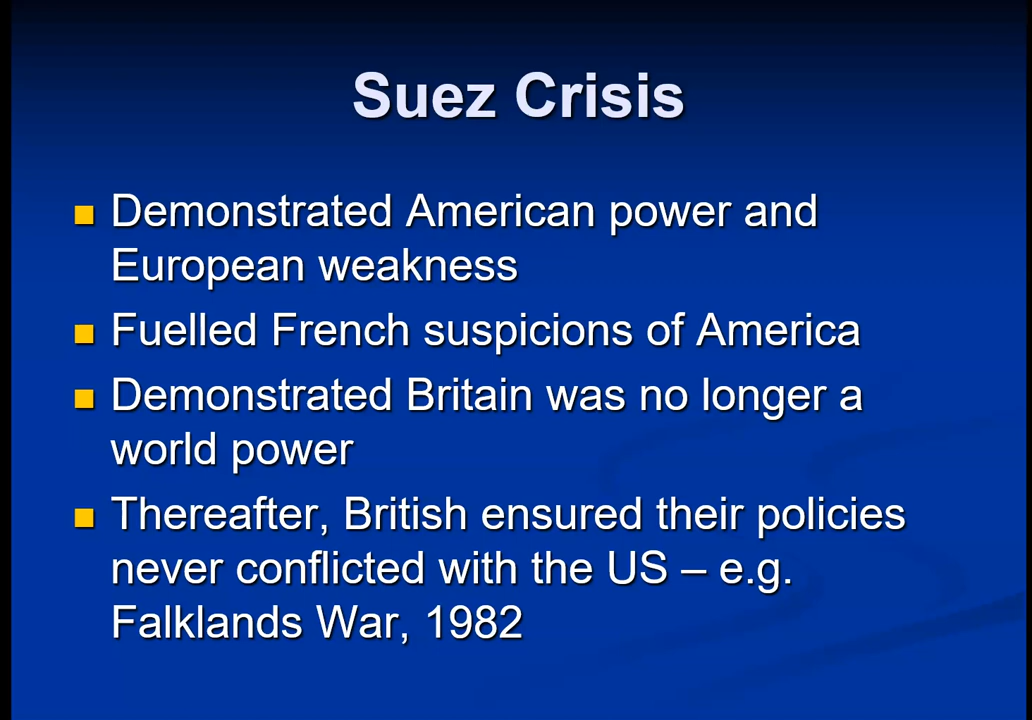 Suez Crisis
Demonstrated American power and
European weakness
Fuelled French suspicions of America
Demonstrated Britain was no longer a
world power
Thereafter, British ensured their policies
never conflicted with the US – e.g.
Falklands War, 1982